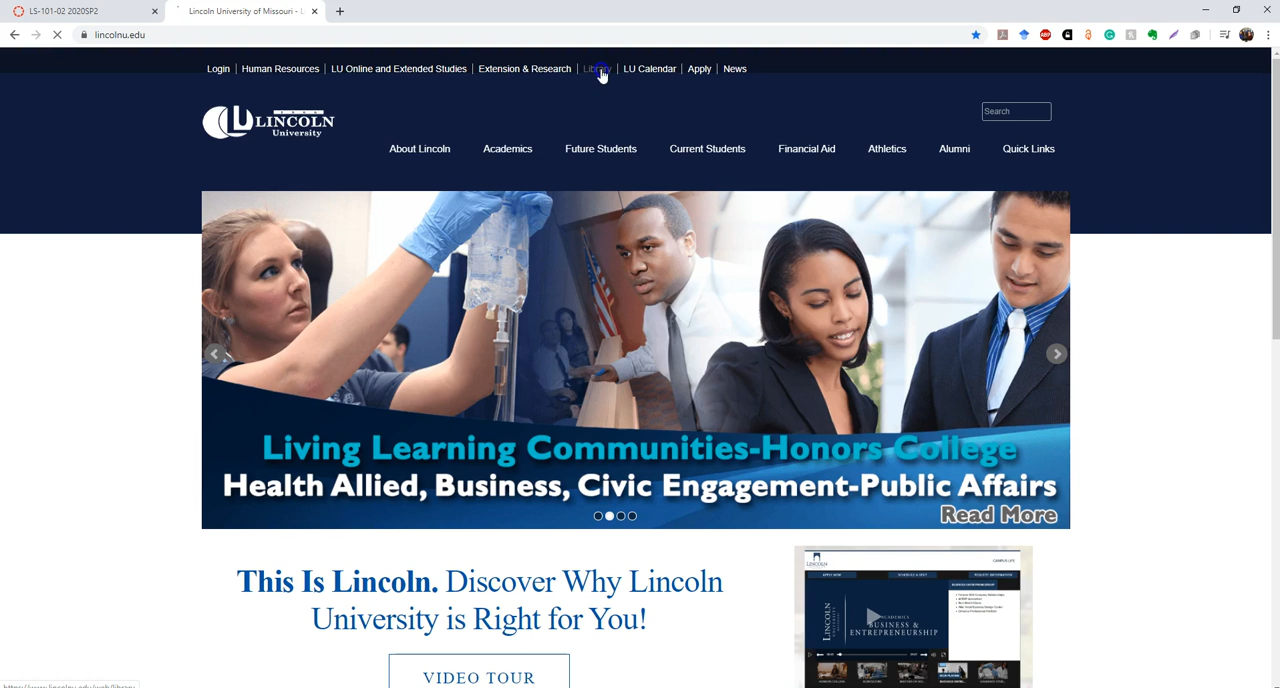 LS-101-02 2020SP2
Lincoln University of Missouri - L
lincolnu.edu
Login | Human Resources | LU Online and Extended Studies | Extension & Research | Library | LU Calendar | Apply | News
LINCOLN
University
Search
About Lincoln Academics Future Students Current Students Financial Aid Athletics Alumni Quick Links
Living Learning Communities-Honors College
Health Allied, Business, Civic Engagement-Public Affairs
Read More
This Is Lincoln. Discover Why Lincoln
University is Right for You!
VIDEO TOUR
LINCOLN
CAMPUS LIFE
APPLY NOW
SCHEDULE A VISIT
REQUEST INFORMATION
LINCOLN
UNIVERSITY
ACADEMICS
BUSINESS &
ENTREPRENEURSHIP
https://www.lincolnu.edu/web/library